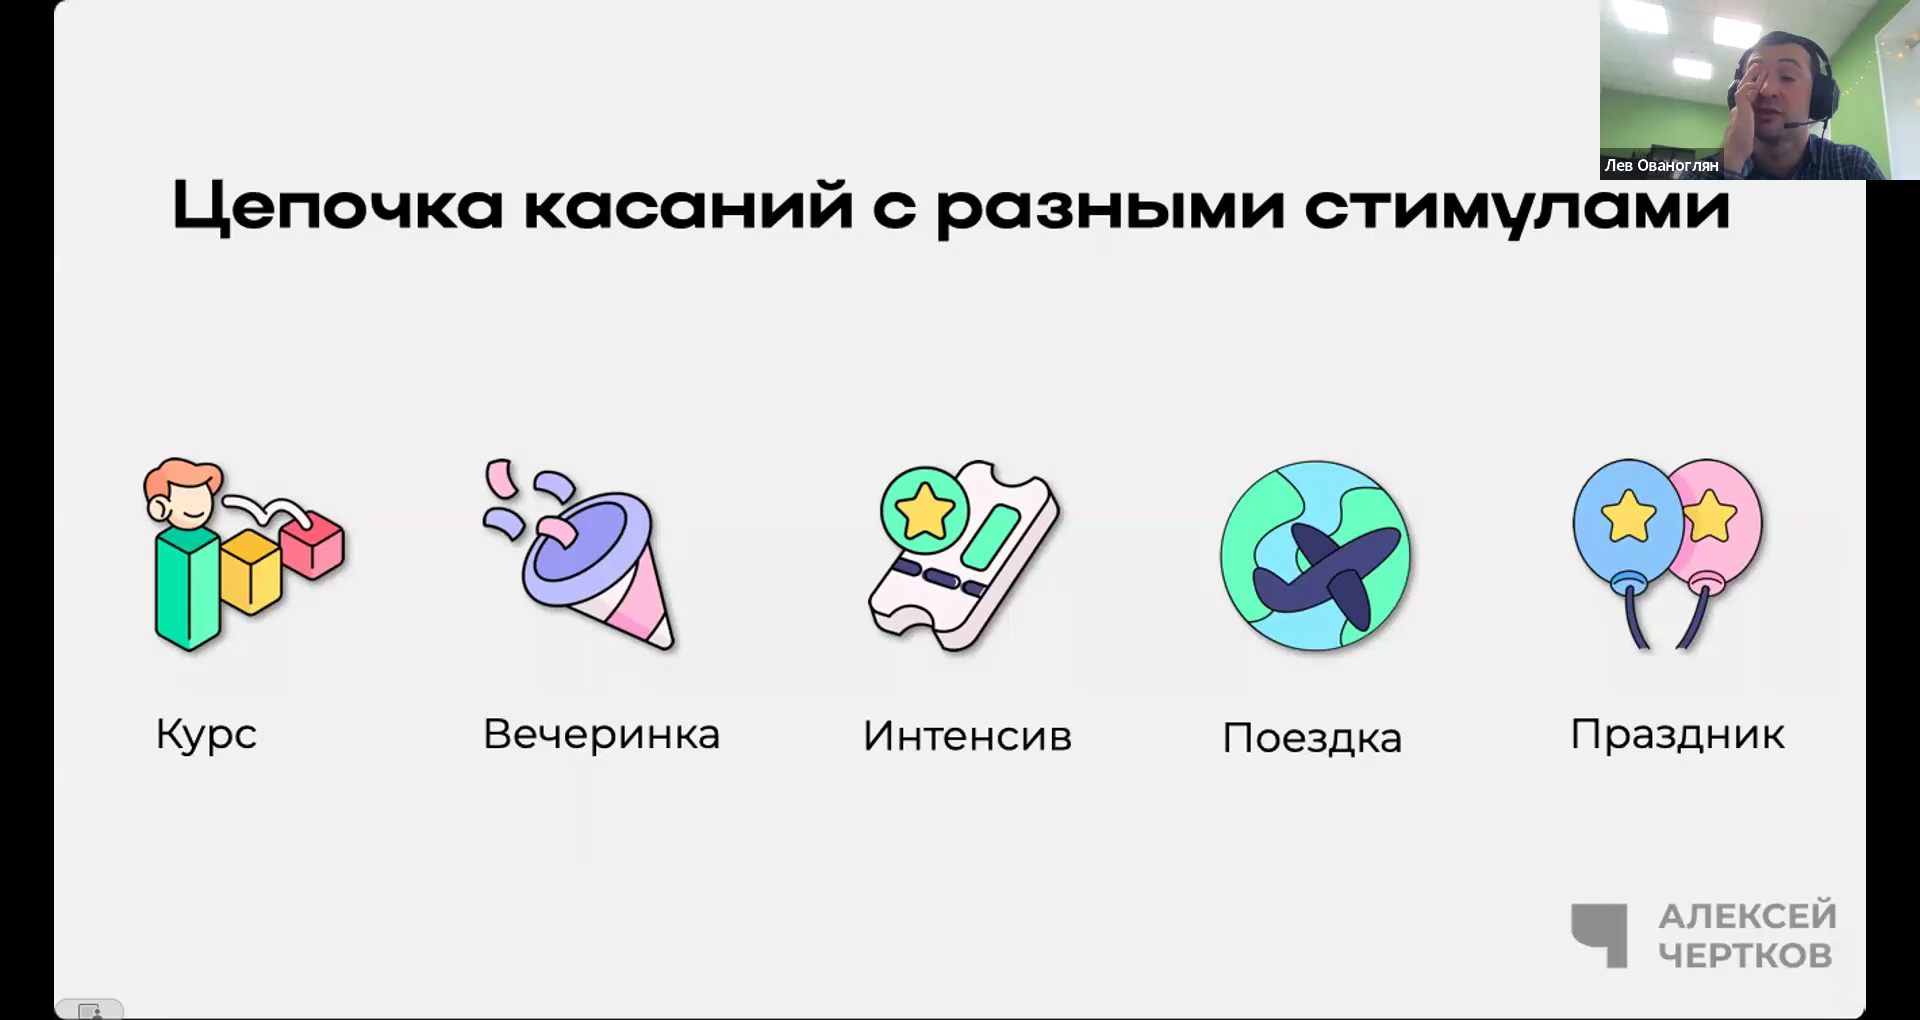 Лев Ованоглян
Цепочка касаний с разными стимулами
Курс
Вечеринка
Интенсив
Поездка
Праздник
АЛЕКСЕЙ
ЧЕРТКОВ